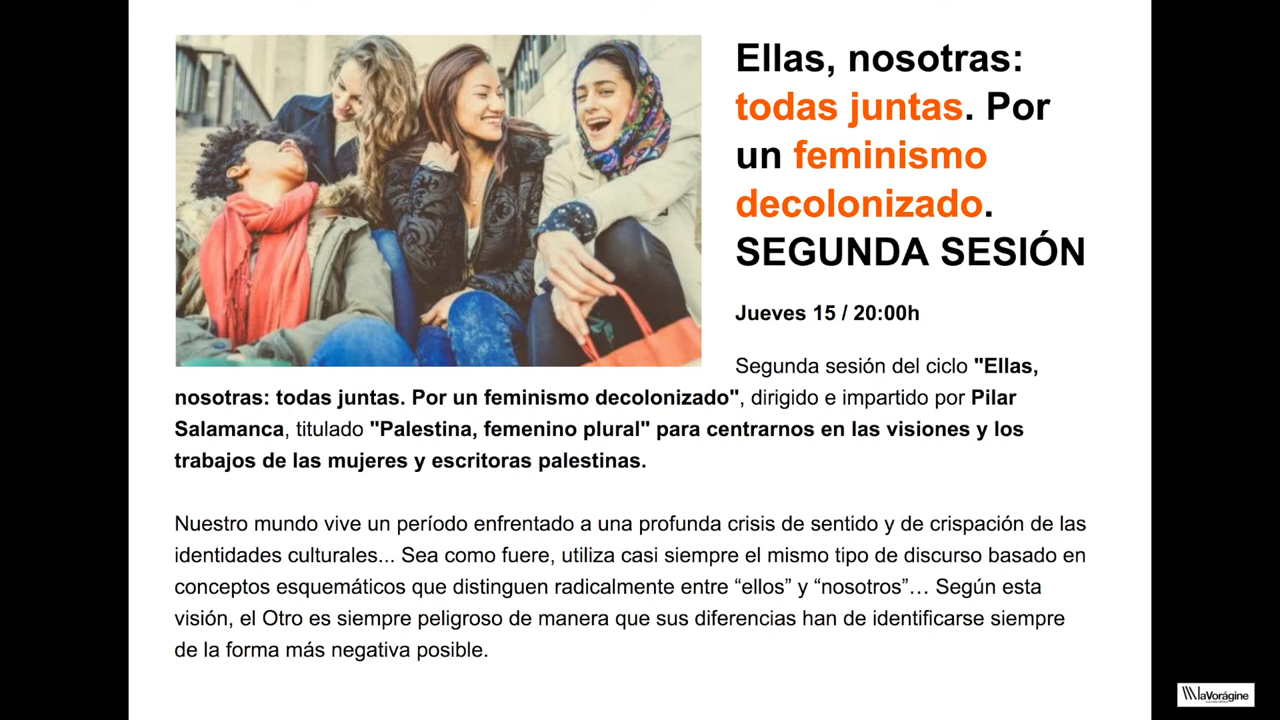 Ellas, nosotras:
todas juntas. Por
un feminismo
decolonizado.
SEGUNDA SESIÓN
Jueves 15 / 20:00h
Segunda sesión del ciclo "Ellas,
nosotras: todas juntas. Por un feminismo decolonizado", dirigido e impartido por Pilar
Salamanca, titulado "Palestina, femenino plural" para centrarnos en las visiones y los
trabajos de las mujeres y escritoras palestinas.
Nuestro mundo vive un período enfrentado a una profunda crisis de sentido y de crispación de las
identidades culturales... Sea como fuere, utiliza casi siempre el mismo tipo de discurso basado en
conceptos esquemáticos que distinguen radicalmente entre “ellos” y “nosotros”… Según esta
visión, el Otro es siempre peligroso de manera que sus diferencias han de identificarse siempre
de la forma más negativa posible.
laVorágine